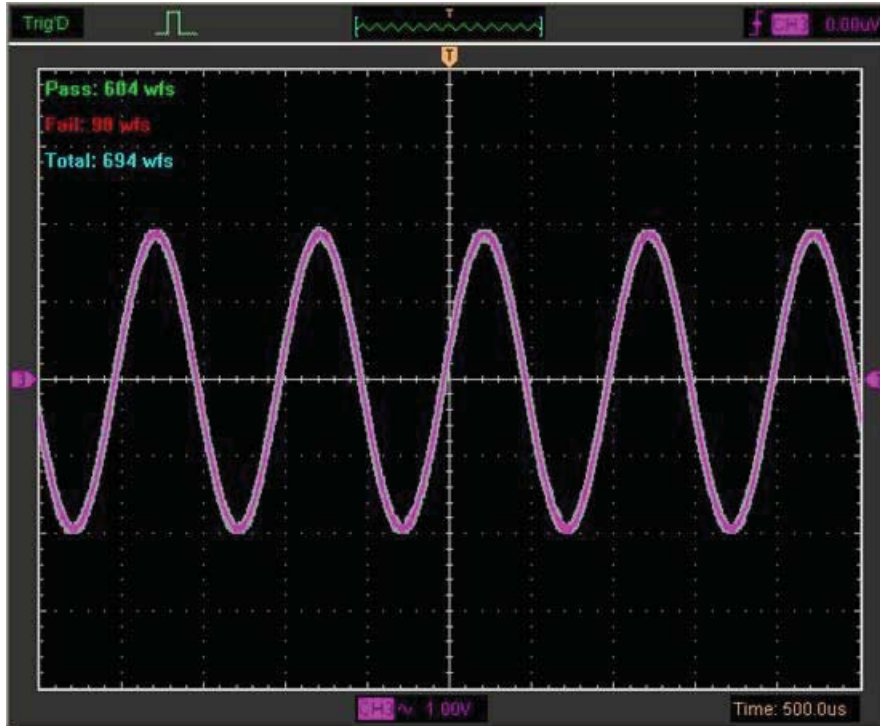 Trig'D
T
CH3 0.00uV
T
Pass: 604 wfs
Fail: 90 wfs
Total: 694 wfs
CH3 1.00V
Time: 500.0us